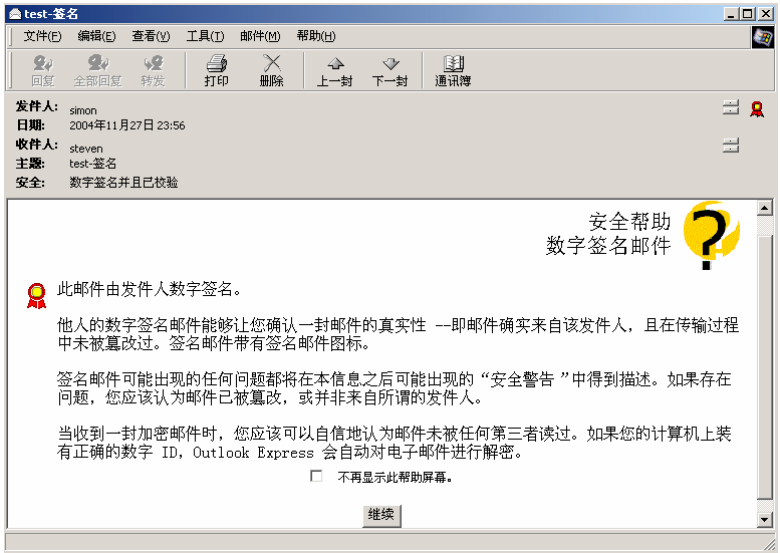 test-签名
文件(F) 编辑(E) 查看(V) 工具(T) 邮件(M) 帮助(H)
回复 全部回复 转发 打印 删除 上一封 下一封 通讯簿
发件人: simon
日期: 2004年11月27日 23:56
收件人: steven
主题: test-签名
安全: 数字签名并且已校验
安全帮助
数字签名邮件
此邮件由发件人数字签名。
他人的数字签名邮件能够让您确认一封邮件的真实性 --即邮件确实来自该发件人，且在传输过程
中未被篡改过。签名邮件带有签名邮件图标。
签名邮件可能出现的任何问题都将在本信息之后可能出现的“安全警告 ”中得到描述。如果存在
问题，您应该认为邮件已被篡改，或并非来自所谓的发件人。
当收到一封加密邮件时，您应该可以自信地认为邮件未被任何第三者读过。如果您的计算机上装
有正确的数字 ID，Outlook Express 会自动对电子邮件进行解密。
不再显示此帮助屏幕。
继续